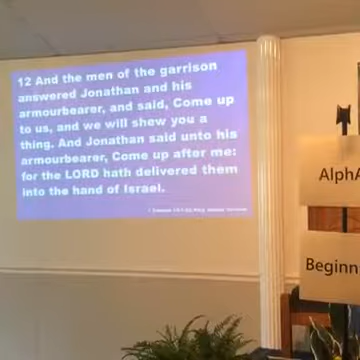 12 And the men of the garrison
answered Jonathan and his
armourbearer, and said, Come up
to us, and we will shew you a
thing. And Jonathan said unto his
armourbearer, Come up after me:
for the LORD hath delivered them
into the hand of Israel.
AlphA
Beginn